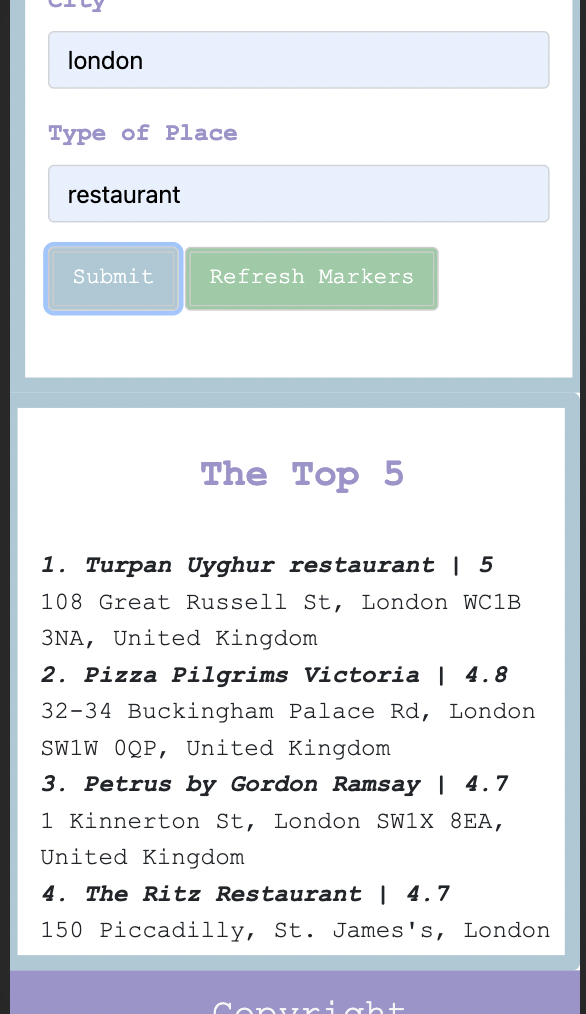 City
london
Type of Place
restaurant
Submit Refresh Markers
The Top 5
1. Turpan Uyghur restaurant | 5
108 Great Russell St, London WC1B
3NA, United Kingdom
2. Pizza Pilgrims Victoria | 4.8
32-34 Buckingham Palace Rd, London
SW1W 0QP, United Kingdom
3. Petrus by Gordon Ramsay | 4.7
1 Kinnerton St, London SW1X 8EA,
United Kingdom
4. The Ritz Restaurant | 4.7
150 Piccadilly, St. James's, London
Copyright